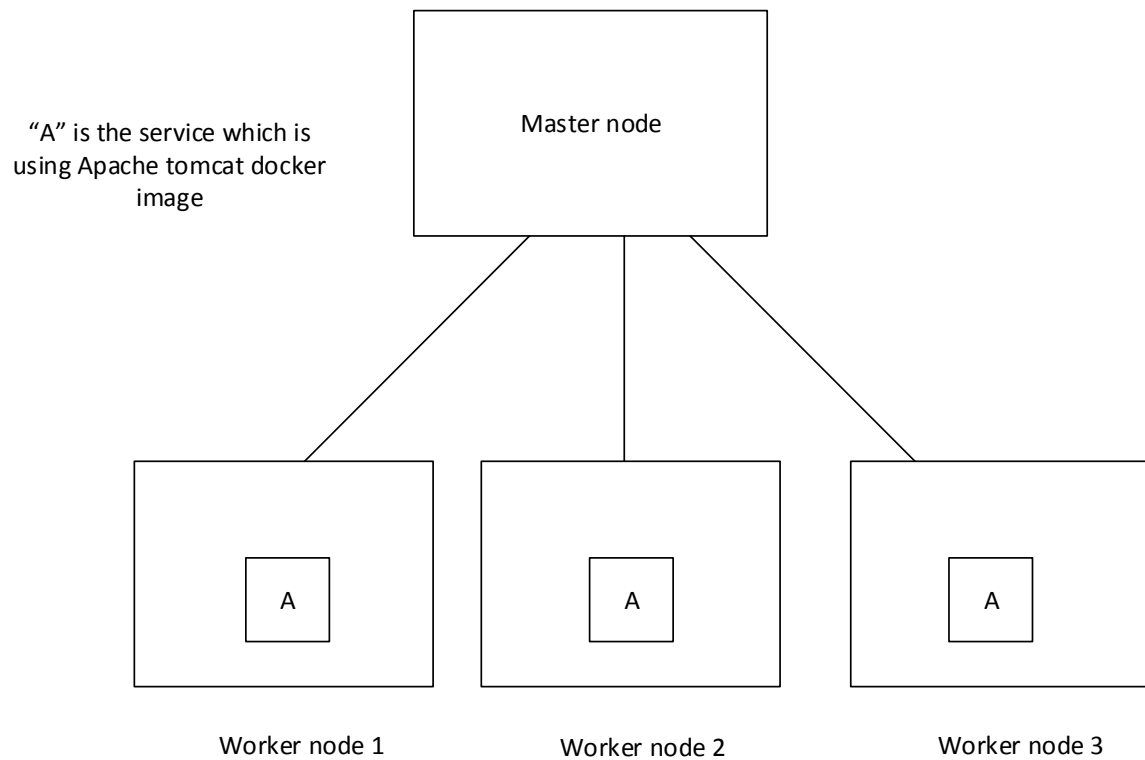 “A” is the service which is
using Apache tomcat docker
image
Master node
A
A
A
Worker node 1
Worker node 2
Worker node 3